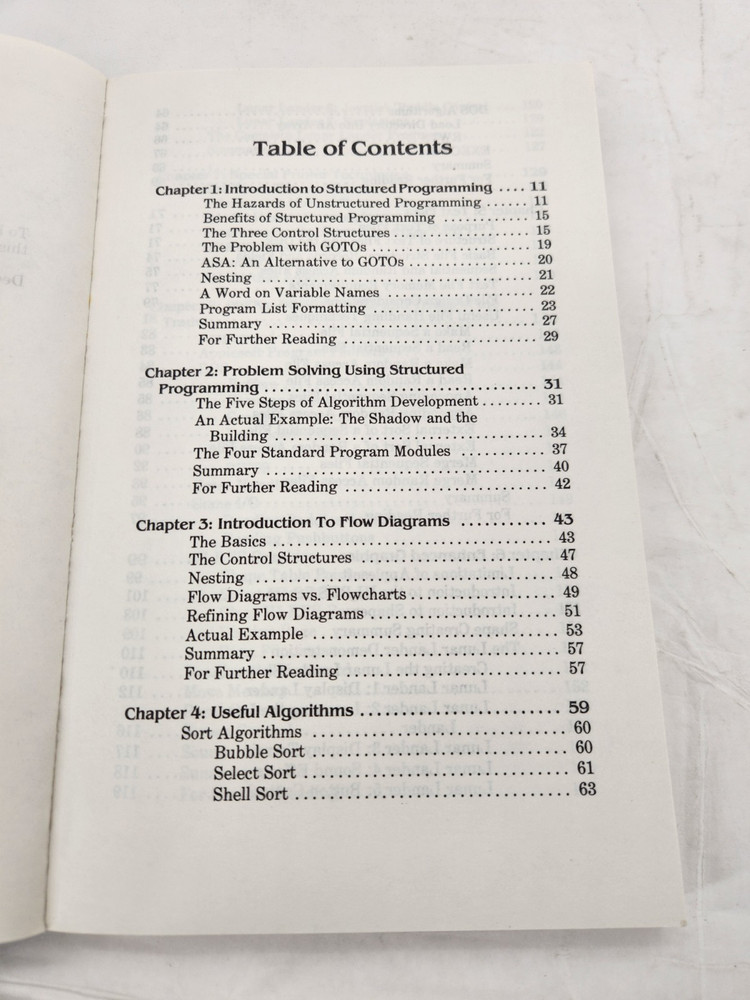 Table of Contents
Chapter 1: Introduction to Structured Programming .... 11
The Hazards of Unstructured Programming ...... 11
Benefits of Structured Programming ............ 15
The Three Control Structures .................. 15
The Problem with GOTOs ..................... 19
ASA: An Alternative to GOTOs ................ 20
Nesting ..................................... 21
A Word on Variable Names .................... 22
Program List Formatting ...................... 23
Summary .................................... 27
For Further Reading .......................... 29
Chapter 2: Problem Solving Using Structured
Programming ................................... 31
The Five Steps of Algorithm Development ........ 31
An Actual Example: The Shadow and the
Building .................................... 34
The Four Standard Program Modules ........... 37
Summary .................................... 40
For Further Reading .......................... 42
Chapter 3: Introduction To Flow Diagrams ........... 43
The Basics ................................... 43
The Control Structures ........................ 47
Nesting ..................................... 48
Flow Diagrams vs. Flowcharts .................. 49
Refining Flow Diagrams ....................... 51
Actual Example .............................. 53
Summary .................................... 57
For Further Reading .......................... 57
Chapter 4: Useful Algorithms ....................... 59
Sort Algorithms .............................. 60
Bubble Sort ................................ 60
Select Sort ................................. 61
Shell Sort .................................. 63